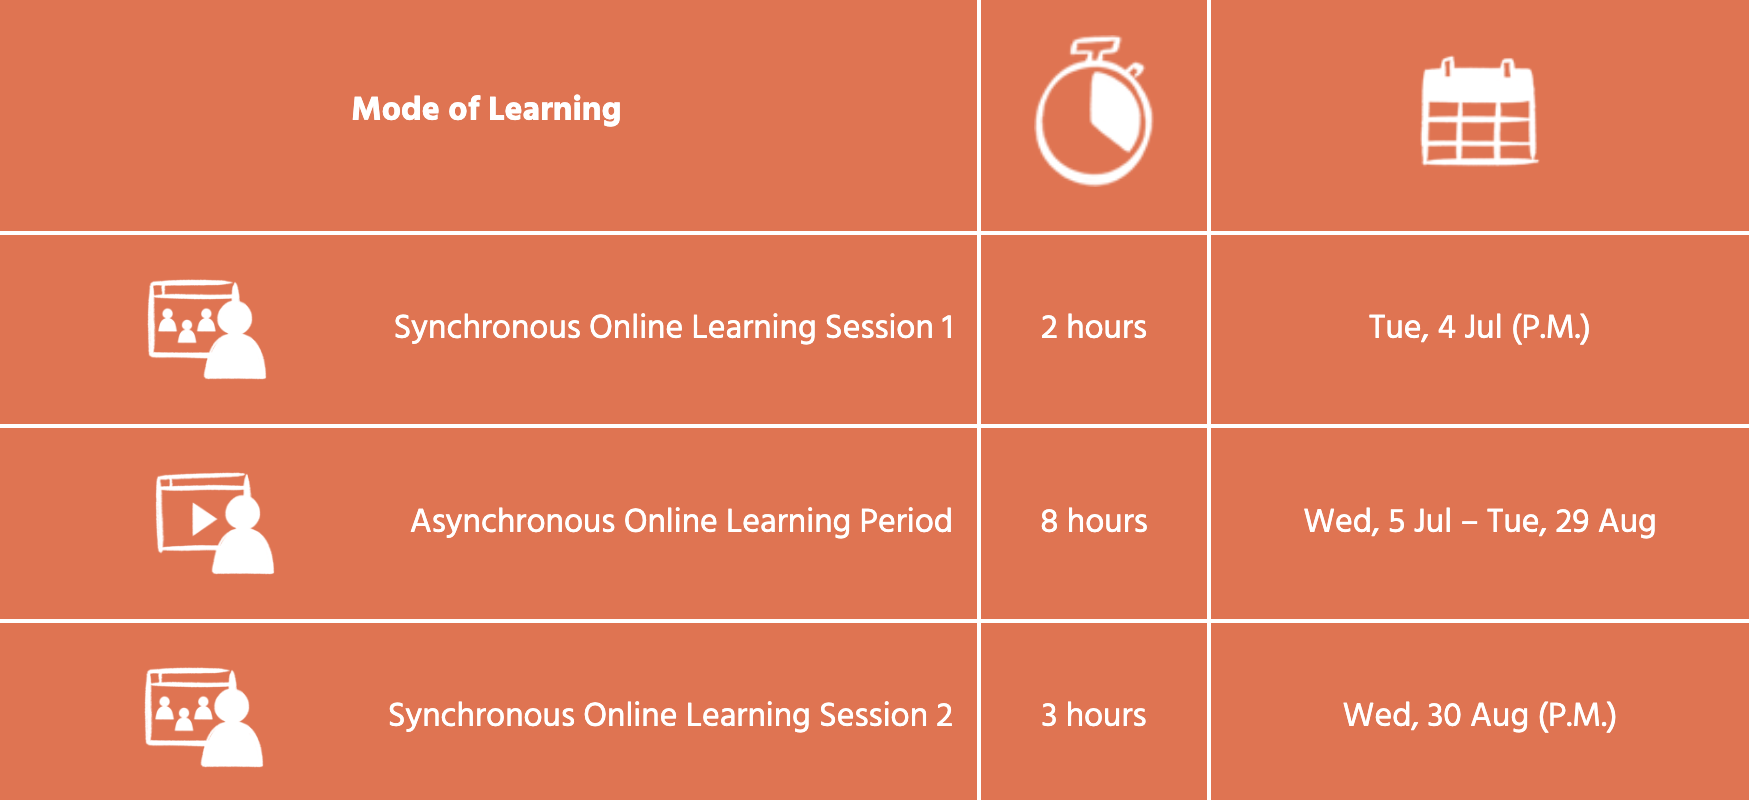 Mode of Learning
Synchronous Online Learning Session 1
2 hours
Tue, 4 Jul (P.M.)
Asynchronous Online Learning Period
8 hours
Wed, 5 Jul – Tue, 29 Aug
Synchronous Online Learning Session 2
3 hours
Wed, 30 Aug (P.M.)